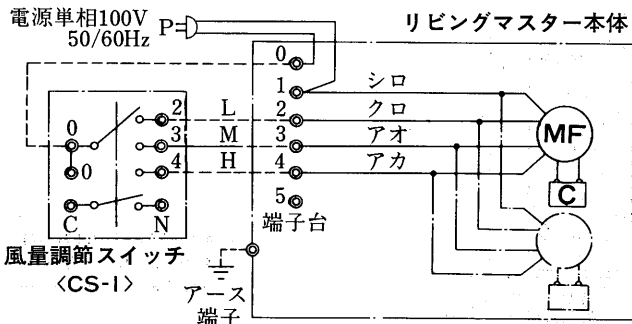 電源単相100V
50/60Hz
P
リビングマスター本体
0
1
シロ
2
L
2
クロ
0
3
M
3
アオ
MF
4
H
4
アカ
0
C
5
C
N
端子台
風量調節スイッチ
〈CS-I〉
アース
端子